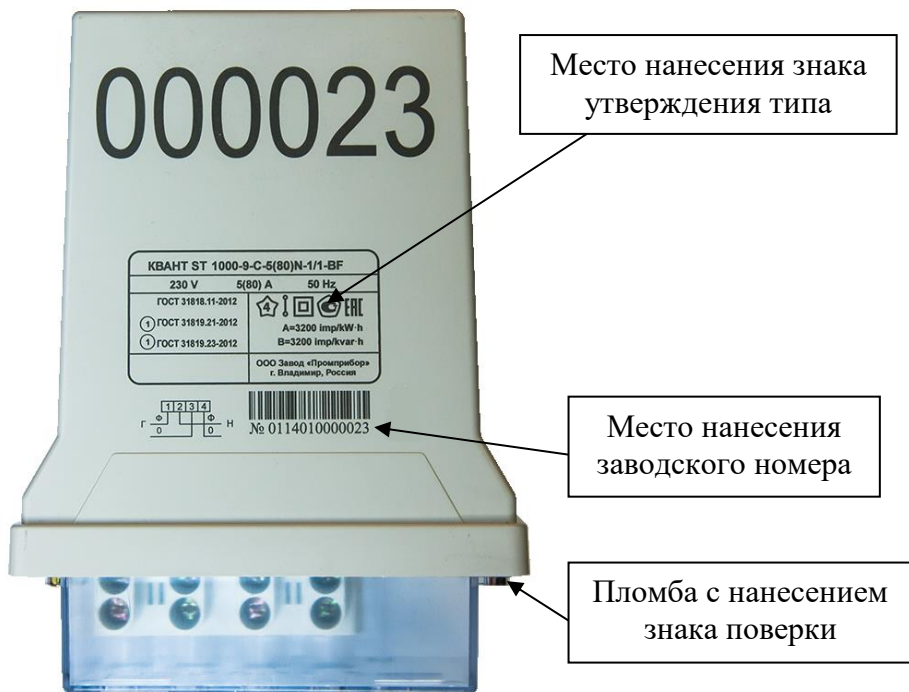 000023
Место нанесения знака
утверждения типа
КВАНТ ST 1000-9-C-5(80)N-1/1-BF
230 V 5(80) A 50 Hz
ГОСТ 31818.11-2012
1 ГОСТ 31819.21-2012
1 ГОСТ 31819.23-2012
4 EAC
A=3200 imp/kW·h
B=3200 imp/kvar·h
ООО Завод «Промприбор»
г. Владимир, Россия
1 2 3 4
Г Ф Ф Н
0 0
№ 0114010000023
Место нанесения
заводского номера
Пломба с нанесением
знака поверки